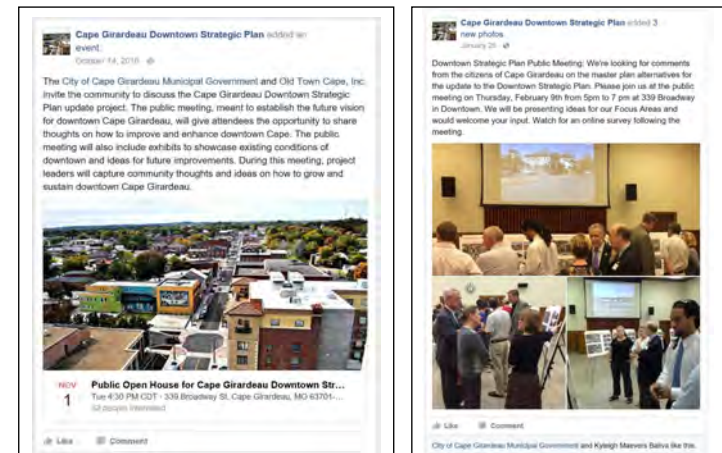 Cape Girardeau Downtown Strategic Plan added an
event.
October 14, 2016
The City of Cape Girardeau Municipal Government and Old Town Cape, Inc
invite the community to discuss the Cape Girardeau Downtown Strategic
Plan update project. The public meeting, meant to establish the future vision
for downtown Cape Girardeau, will give attendees the opportunity to share
thoughts on how to improve and enhance downtown Cape. The public
meeting will also include exhibits to showcase existing conditions of
downtown and ideas for future improvements. During this meeting, project
leaders will capture community thoughts and ideas on how to grow and
sustain downtown Cape Girardeau.
NOV
1
Public Open House for Cape Girardeau Downtown Str...
Tue 4:30 PM CDT · 339 Broadway St, Cape Girardeau, MO 63701-...
people interested
Like Comment
Cape Girardeau Downtown Strategic Plan added 3
new photos.
January
Downtown Strategic Plan Public Meeting: We're looking for comments
from the citizens of Cape Girardeau on the master plan alternatives for
the update to the Downtown Strategic Plan. Please join us at the public
meeting on Thursday, February 9th from 5pm to 7 pm at 339 Broadway
in Downtown. We will be presenting ideas for our Focus Areas and
would welcome your input. Watch for an online survey following the
meeting.
Like Comment
City of Cape Girardeau Municipal Government and Kyleigh Maevers Baliva like this.